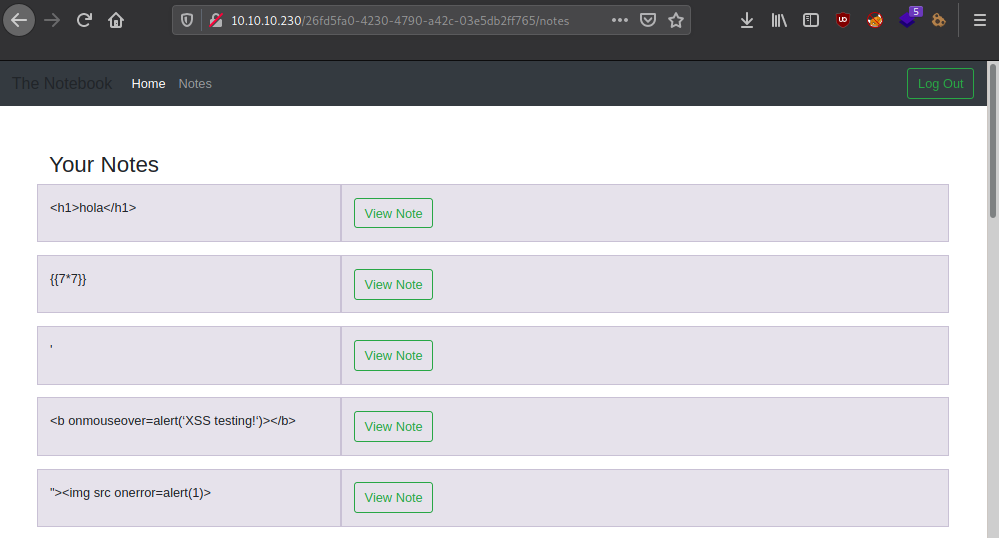 10.10.10.230/26fd5fa0-4230-4790-a42c-03e5db2ff765/notes
5
The Notebook Home Notes Log Out
Your Notes
<h1>hola</h1> View Note
{{7*7}} View Note
' View Note
<b onmouseover=alert(‘XSS testing!‘)></b> View Note
"><img src onerror=alert(1)> View Note